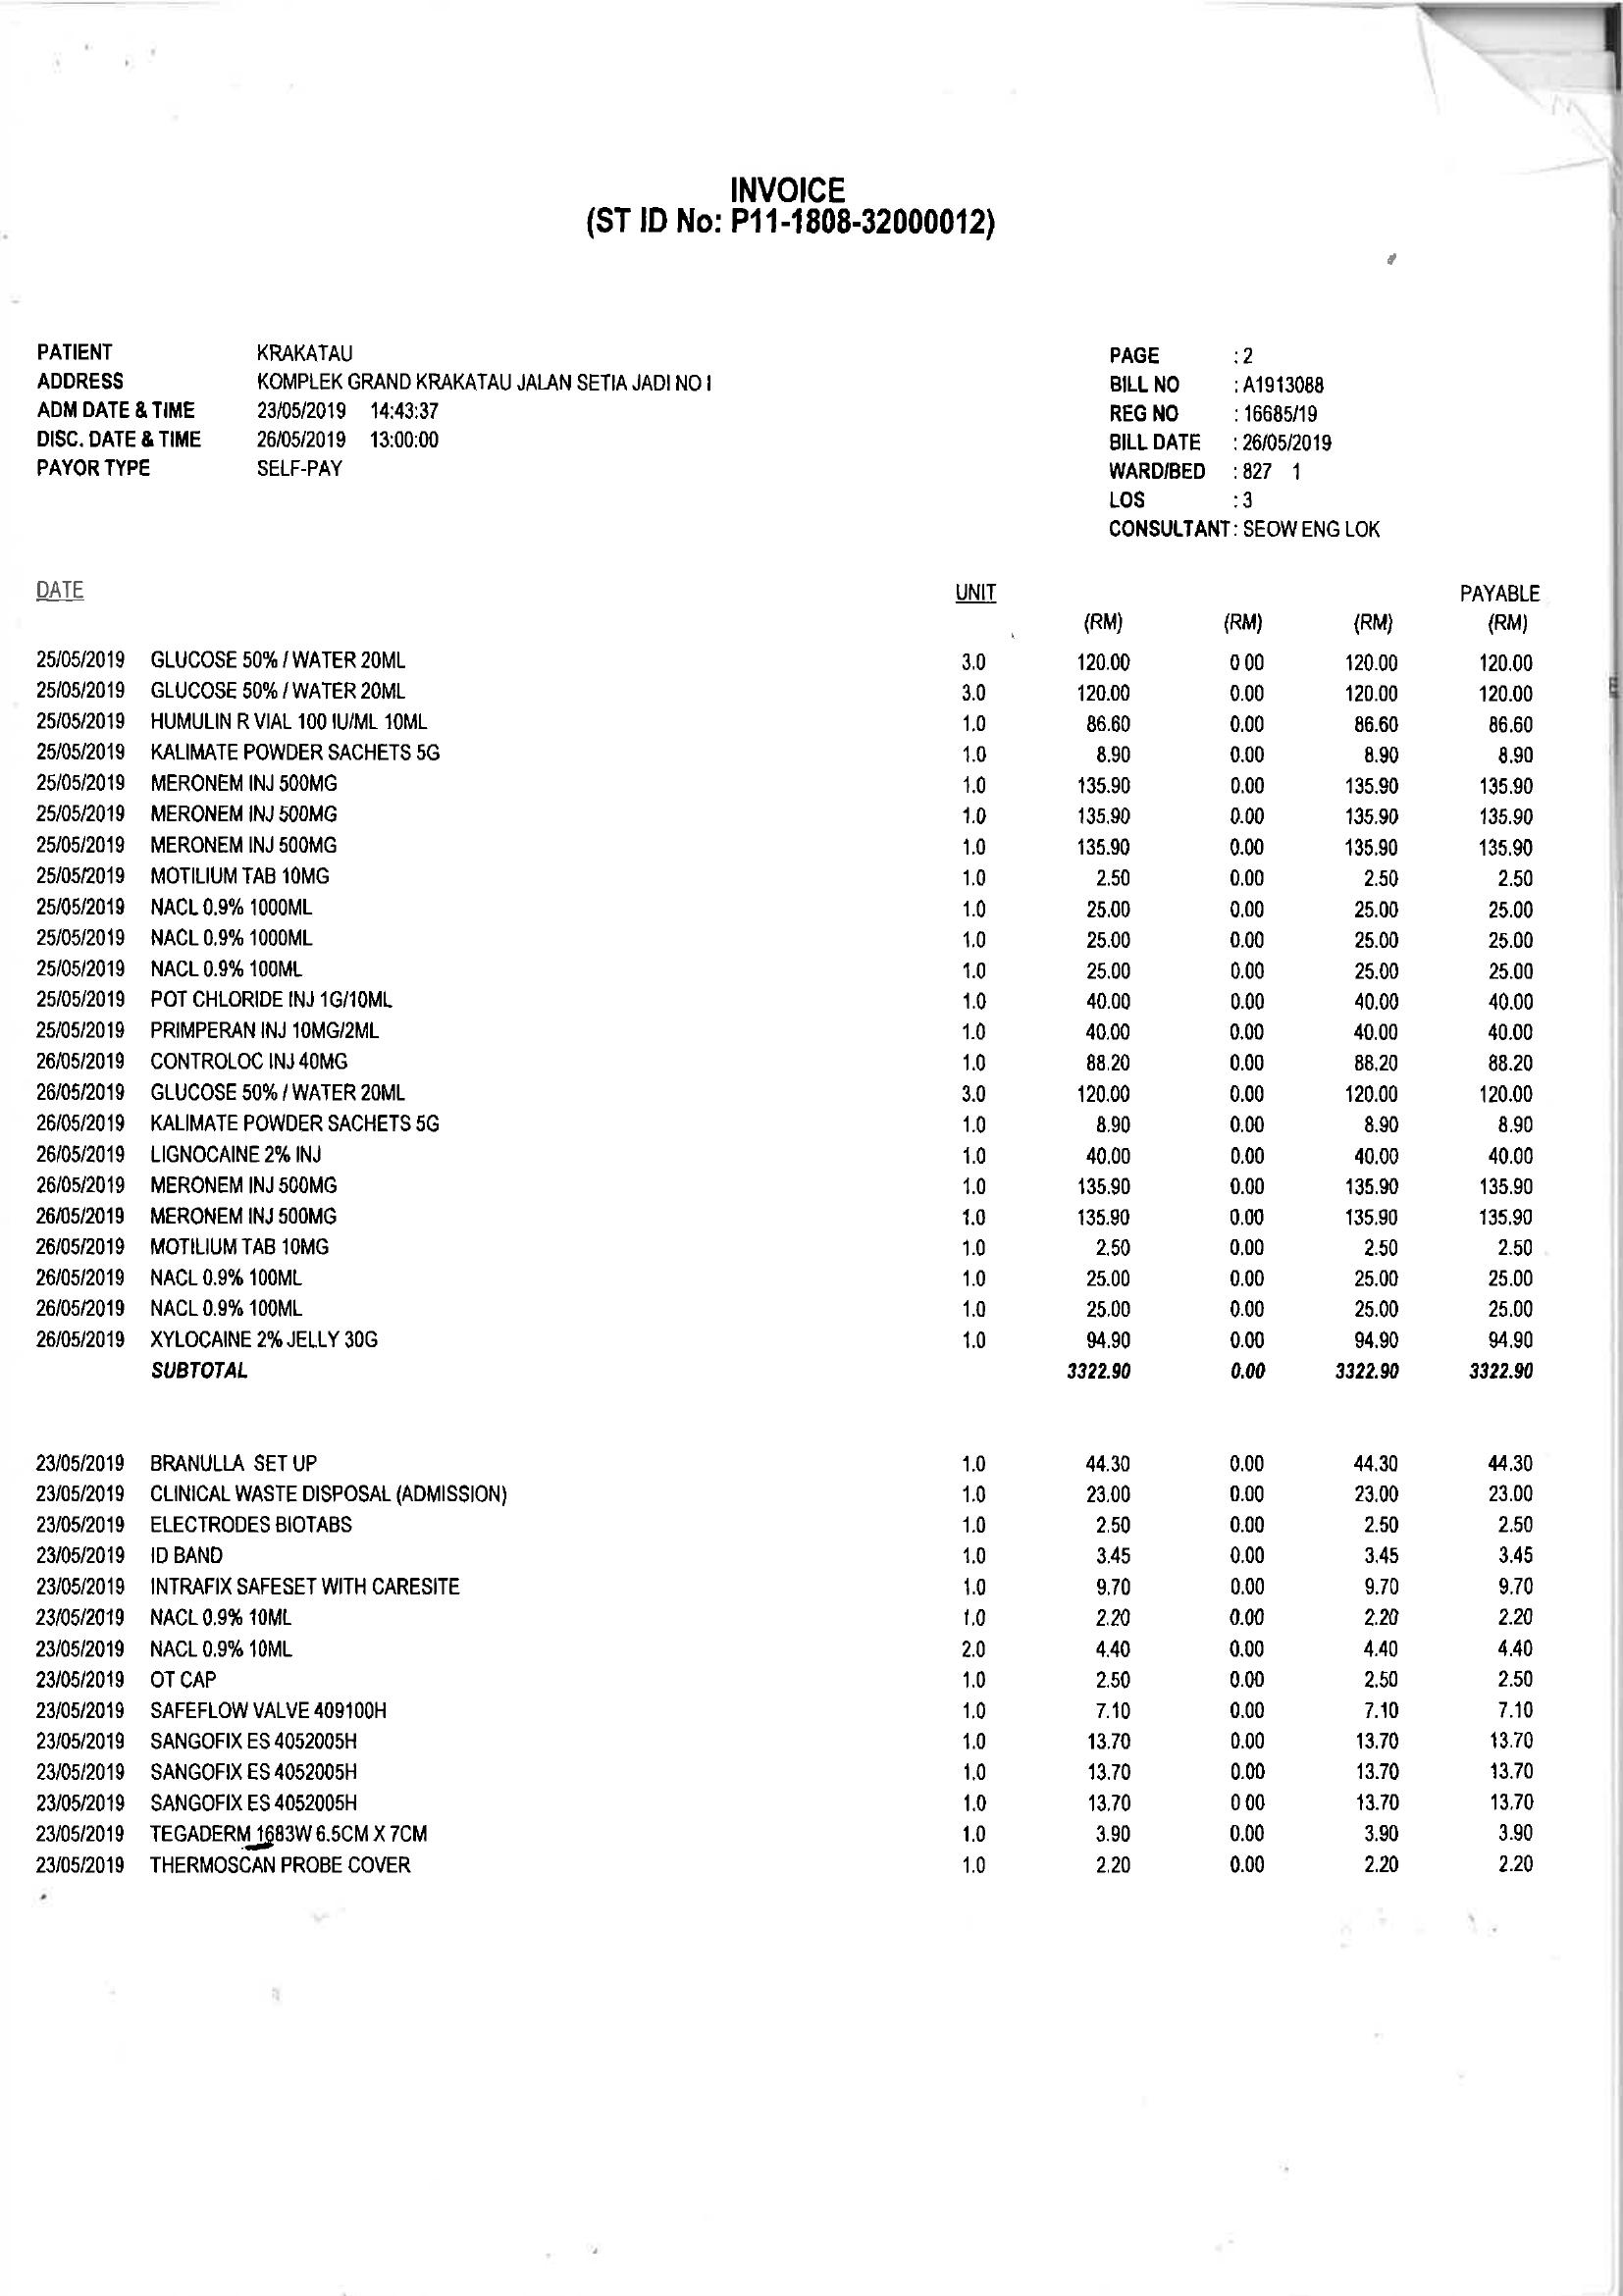 INVOICE
(ST ID No: P11-1808-32000012)
PATIENT KRAKATAU
ADDRESS KOMPLEK GRAND KRAKATAU JALAN SETIA JADI NO I
ADM DATE & TIME 23/05/2019 14:43:37
DISC. DATE & TIME 26/05/2019 13:00:00
PAYOR TYPE SELF-PAY
PAGE : 2
BILL NO : A1913088
REG NO : 16685/19
BILL DATE : 26/05/2019
WARD/BED : 827 1
LOS : 3
CONSULTANT : SEOW ENG LOK
DATE UNIT PAYABLE
(RM) (RM) (RM) (RM)
25/05/2019 GLUCOSE 50% / WATER 20ML 3.0 120.00 0 00 120.00 120.00
25/05/2019 GLUCOSE 50% / WATER 20ML 3.0 120.00 0.00 120.00 120.00
25/05/2019 HUMULIN R VIAL 100 IU/ML 10ML 1.0 86.60 0.00 86.60 86.60
25/05/2019 KALIMATE POWDER SACHETS 5G 1.0 8.90 0.00 8.90 8.90
25/05/2019 MERONEM INJ 500MG 1.0 135.90 0.00 135.90 135.90
25/05/2019 MERONEM INJ 500MG 1.0 135.90 0.00 135.90 135.90
25/05/2019 MERONEM INJ 500MG 1.0 135.90 0.00 135.90 135.90
25/05/2019 MOTILIUM TAB 10MG 1.0 2.50 0.00 2.50 2.50
25/05/2019 NACL 0.9% 1000ML 1.0 25.00 0.00 25.00 25.00
25/05/2019 NACL 0.9% 1000ML 1.0 25.00 0.00 25.00 25.00
25/05/2019 NACL 0.9% 100ML 1.0 25.00 0.00 25.00 25.00
25/05/2019 POT CHLORIDE INJ 1G/10ML 1.0 40.00 0.00 40.00 40.00
25/05/2019 PRIMPERAN INJ 10MG/2ML 1.0 40.00 0.00 40.00 40.00
26/05/2019 CONTROLOC INJ 40MG 1.0 88.20 0.00 88.20 88.20
26/05/2019 GLUCOSE 50% / WATER 20ML 3.0 120.00 0.00 120.00 120.00
26/05/2019 KALIMATE POWDER SACHETS 5G 1.0 8.90 0.00 8.90 8.90
26/05/2019 LIGNOCAINE 2% INJ 1.0 40.00 0.00 40.00 40.00
26/05/2019 MERONEM INJ 500MG 1.0 135.90 0.00 135.90 135.90
26/05/2019 MERONEM INJ 500MG 1.0 135.90 0.00 135.90 135.90
26/05/2019 MOTILIUM TAB 10MG 1.0 2.50 0.00 2.50 2.50
26/05/2019 NACL 0.9% 100ML 1.0 25.00 0.00 25.00 25.00
26/05/2019 NACL 0.9% 100ML 1.0 25.00 0.00 25.00 25.00
26/05/2019 XYLOCAINE 2% JELLY 30G 1.0 94.90 0.00 94.90 94.90
SUBTOTAL 3322.90 0.00 3322.90 3322.90
23/05/2019 BRANULLA SET UP 1.0 44.30 0.00 44.30 44.30
23/05/2019 CLINICAL WASTE DISPOSAL (ADMISSION) 1.0 23.00 0.00 23.00 23.00
23/05/2019 ELECTRODES BIOTABS 1.0 2.50 0.00 2.50 2.50
23/05/2019 ID BAND 1.0 3.45 0.00 3.45 3.45
23/05/2019 INTRAFIX SAFESET WITH CARESITE 1.0 9.70 0.00 9.70 9.70
23/05/2019 NACL 0.9% 10ML 1.0 2.20 0.00 2.20 2.20
23/05/2019 NACL 0.9% 10ML 2.0 4.40 0.00 4.40 4.40
23/05/2019 OT CAP 1.0 2.50 0.00 2.50 2.50
23/05/2019 SAFEFLOW VALVE 409100H 1.0 7.10 0.00 7.10 7.10
23/05/2019 SANGOFIX ES 4052005H 1.0 13.70 0.00 13.70 13.70
23/05/2019 SANGOFIX ES 4052005H 1.0 13.70 0.00 13.70 13.70
23/05/2019 SANGOFIX ES 4052005H 1.0 13.70 0 00 13.70 13.70
23/05/2019 TEGADERM 1683W 6.5CM X 7CM 1.0 3.90 0.00 3.90 3.90
23/05/2019 THERMOSCAN PROBE COVER 1.0 2.20 0.00 2.20 2.20